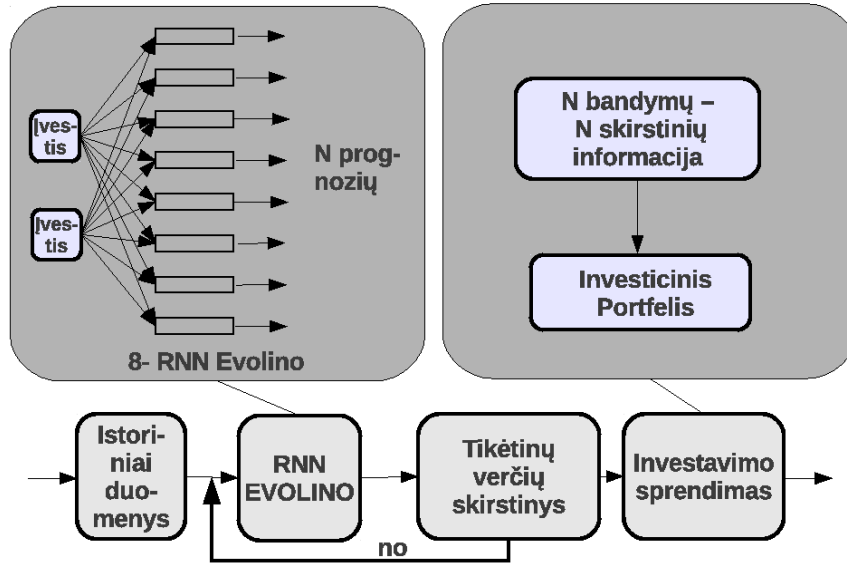 Įves-
tis
Įves-
tis
N prog-
nozių
8- RNN Evolino
N bandymų –
N skirstinių
informacija
Investicinis
Portfelis
Istori-
niai
duo-
menys
RNN
EVOLINO
Tikėtinų
verčių
skirstinys
Investavimo
sprendimas
no